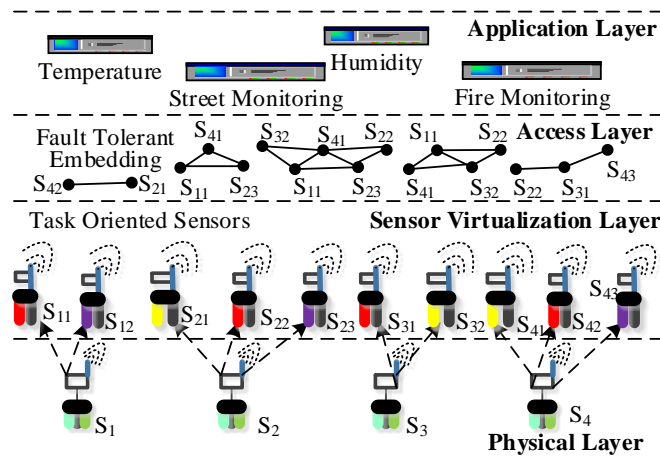 Application Layer
Temperature
Humidity
Street Monitoring
Fire Monitoring
Access Layer
Fault Tolerant
Embedding
S42 S21
S41
S11 S23
S32 S41 S22
S11 S23
S11 S22
S41 S32
S22 S31 S43
Task Oriented Sensors
Sensor Virtualization Layer
S11 S12 S21 S22 S23 S31 S32 S41 S42 S43
S1 S2 S3 S4
Physical Layer